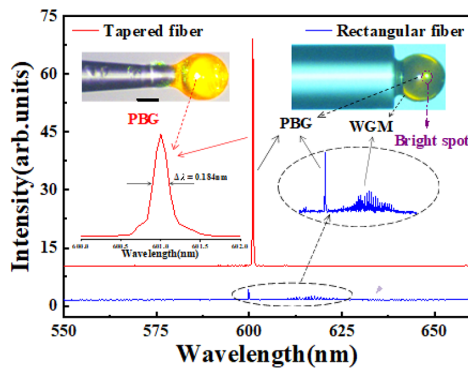 Tapered fiber
Rectangular fiber
PBG
PBG
WGM
Bright spot
Δλ = 0.184nm
600.0 600.5 601.0 601.5 602.0
Wavelength(nm)
75
60
45
30
15
0
Intensity(arb.units)
550 575 600 625 650
Wavelength(nm)